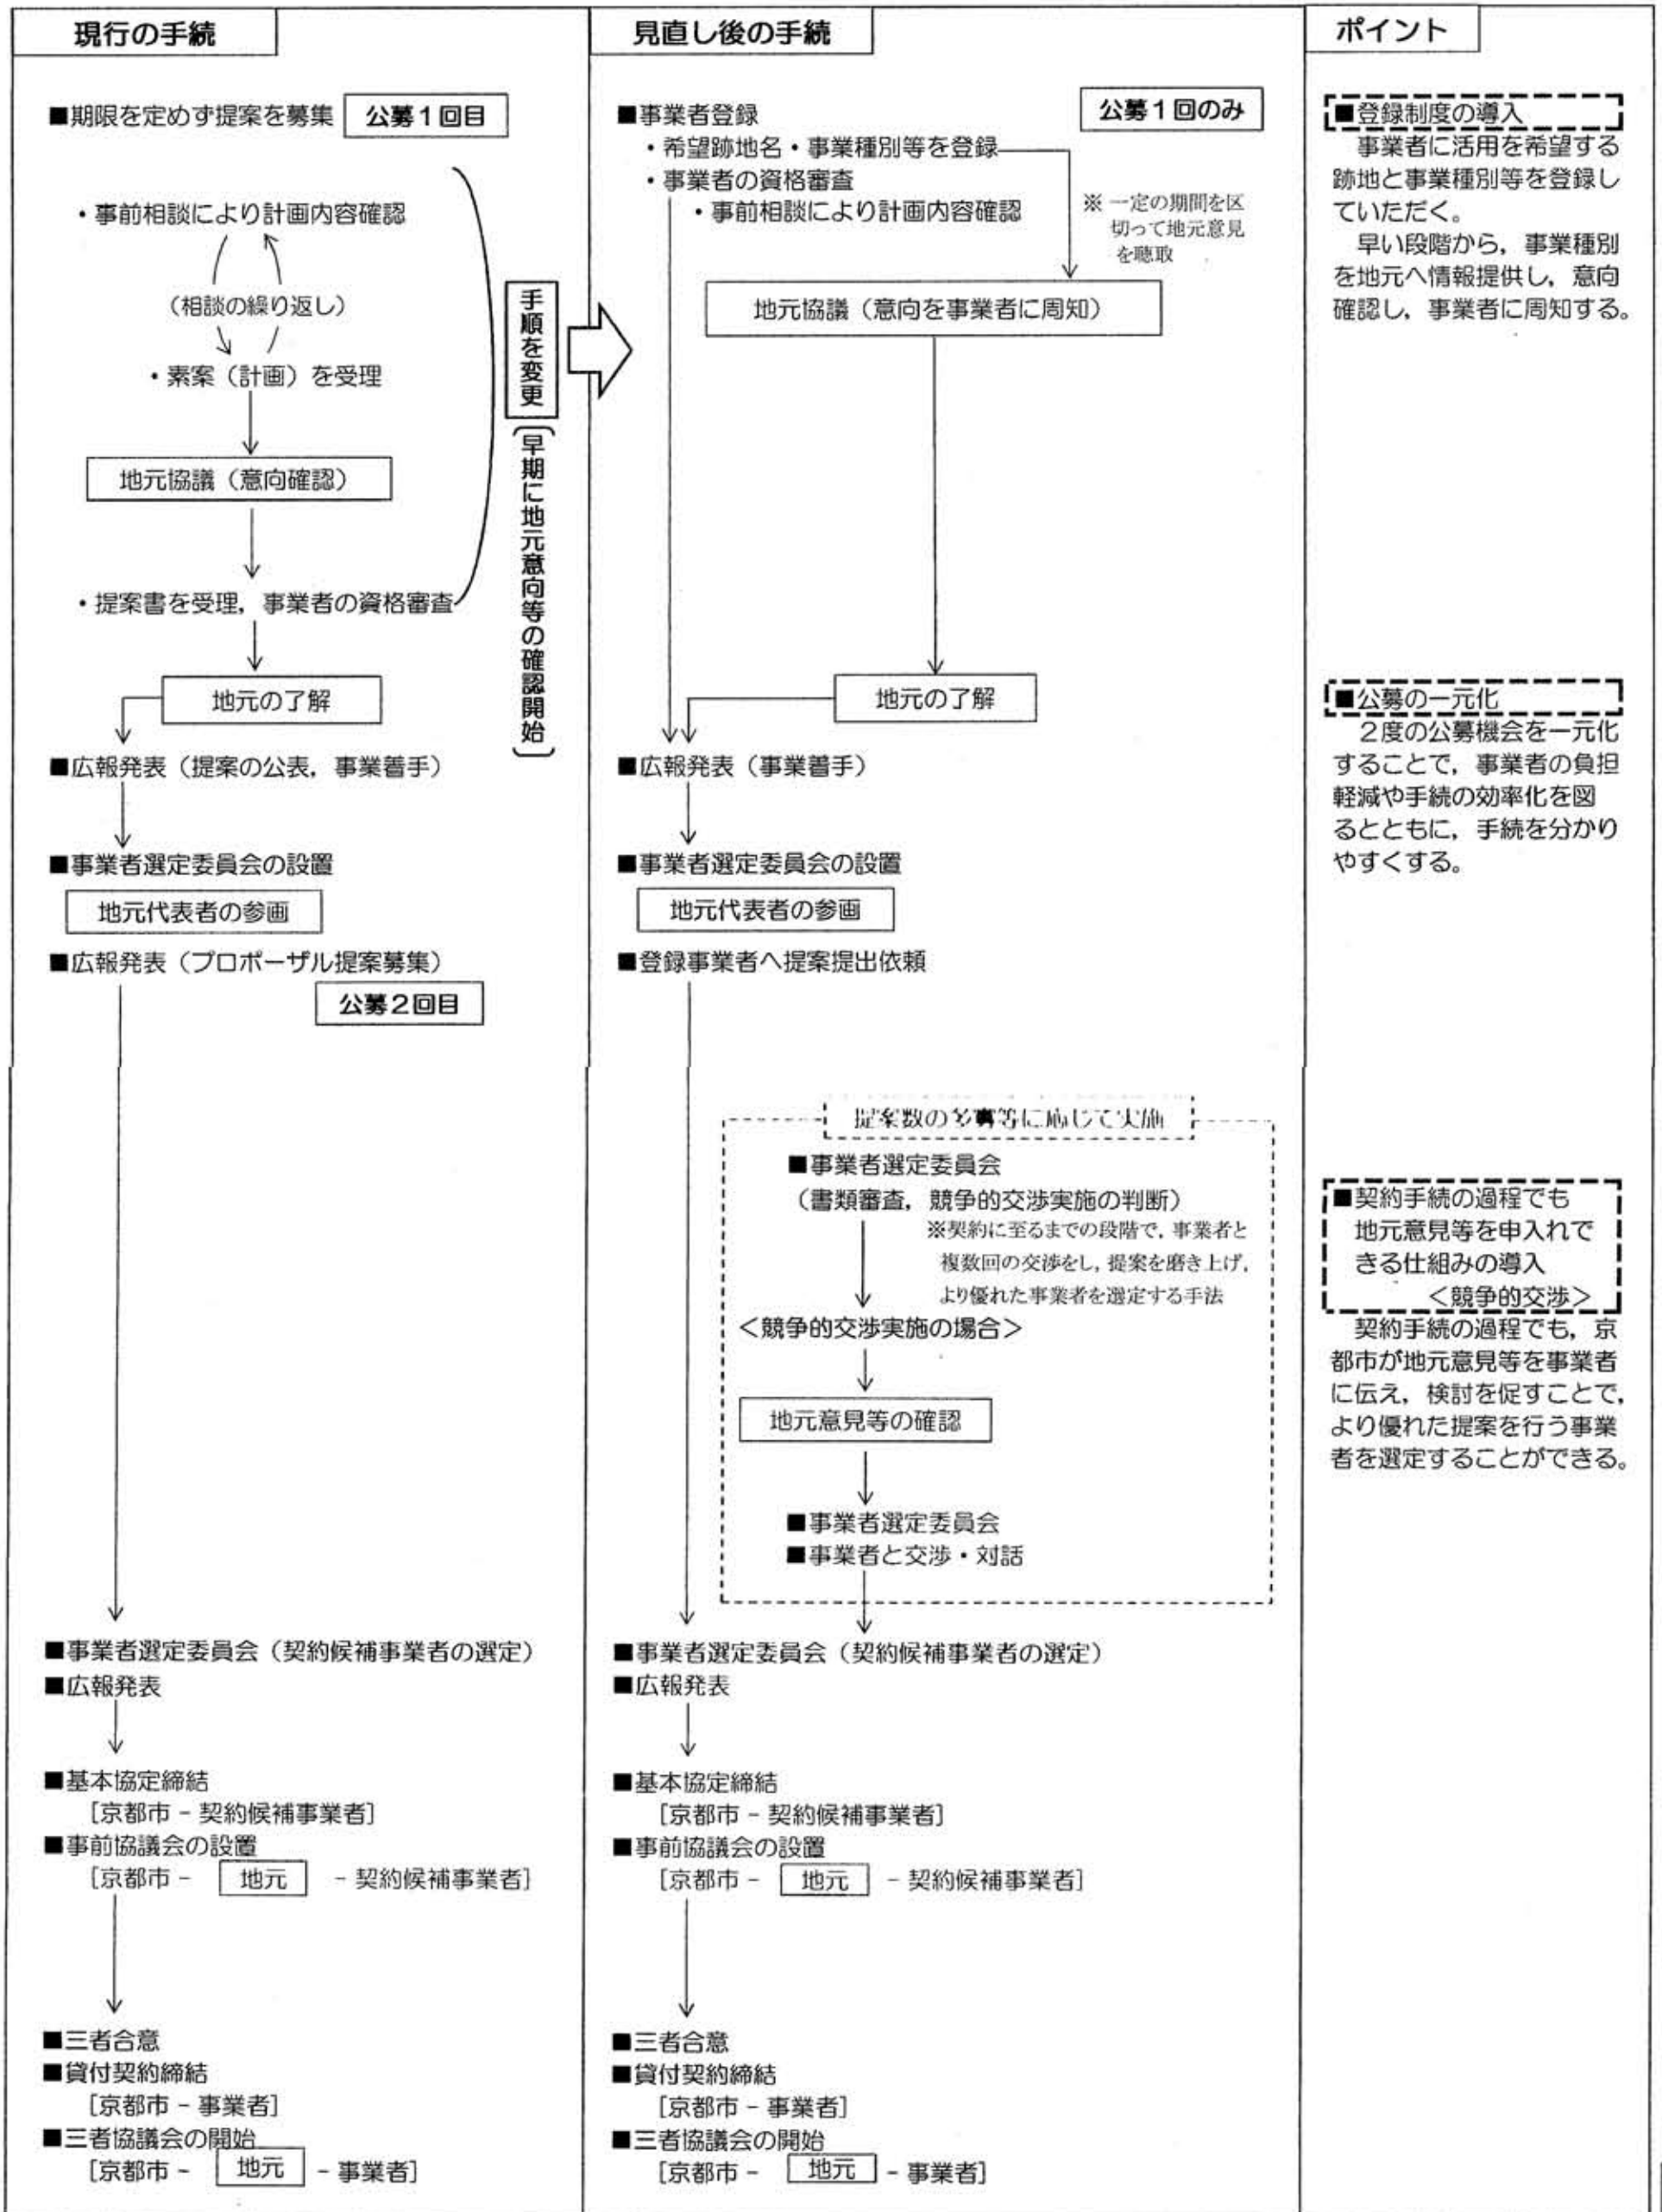 現行の手続
■期限を定めず提案を募集 公募1回目
・事前相談により計画内容確認
(相談の繰り返し)
・素案（計画）を受理
地元協議（意向確認）
・提案書を受理，事業者の資格審査
地元の了解
■広報発表（提案の公表，事業着手）
■事業者選定委員会の設置
地元代表者の参画
■広報発表（プロポーザル提案募集）
公募2回目
■事業者選定委員会（契約候補事業者の選定）
■広報発表
■基本協定締結
［京都市 － 契約候補事業者］
■事前協議会の設置
［京都市 － 地元 － 契約候補事業者］
■三者合意
■貸付契約締結
［京都市 － 事業者］
■三者協議会の開始
［京都市 － 地元 － 事業者］
手順を変更
〔早期に地元意向等の確認開始〕
見直し後の手続
■事業者登録 公募1回のみ
・希望跡地名・事業種別等を登録
・事業者の資格審査
・事前相談により計画内容確認
※ 一定の期間を区
切って地元意見
を聴取
地元協議（意向を事業者に周知）
地元の了解
■広報発表（事業着手）
■事業者選定委員会の設置
地元代表者の参画
■登録事業者へ提案提出依頼
提案数の 等に応じて実施
■事業者選定委員会
（書類審査，競争的交渉実施の判断）
※契約に至るまでの段階で，事業者と
複数回の交渉をし，提案を磨き上げ，
より優れた事業者を選定する手法
＜競争的交渉実施の場合＞
地元意見等の確認
■事業者選定委員会
■事業者と交渉・対話
■事業者選定委員会（契約候補事業者の選定）
■広報発表
■基本協定締結
［京都市 － 契約候補事業者］
■事前協議会の設置
［京都市 － 地元 － 契約候補事業者］
■三者合意
■貸付契約締結
［京都市 － 事業者］
■三者協議会の開始
［京都市 － 地元 － 事業者］
ポイント
■登録制度の導入
事業者に活用を希望する
跡地と事業種別等を登録し
ていただく。
早い段階から，事業種別
を地元へ情報提供し，意向
確認し，事業者に周知する。
■公募の一元化
２度の公募機会を一元化
することで，事業者の負担
軽減や手続の効率化を図
るとともに，手続を分かり
やすくする。
■契約手続の過程でも
地元意見等を申入れで
きる仕組みの導入
＜競争的交渉＞
契約手続の過程でも，京
都市が地元意見等を事業者
に伝え，検討を促すことで，
より優れた提案を行う事業
者を選定することができる。